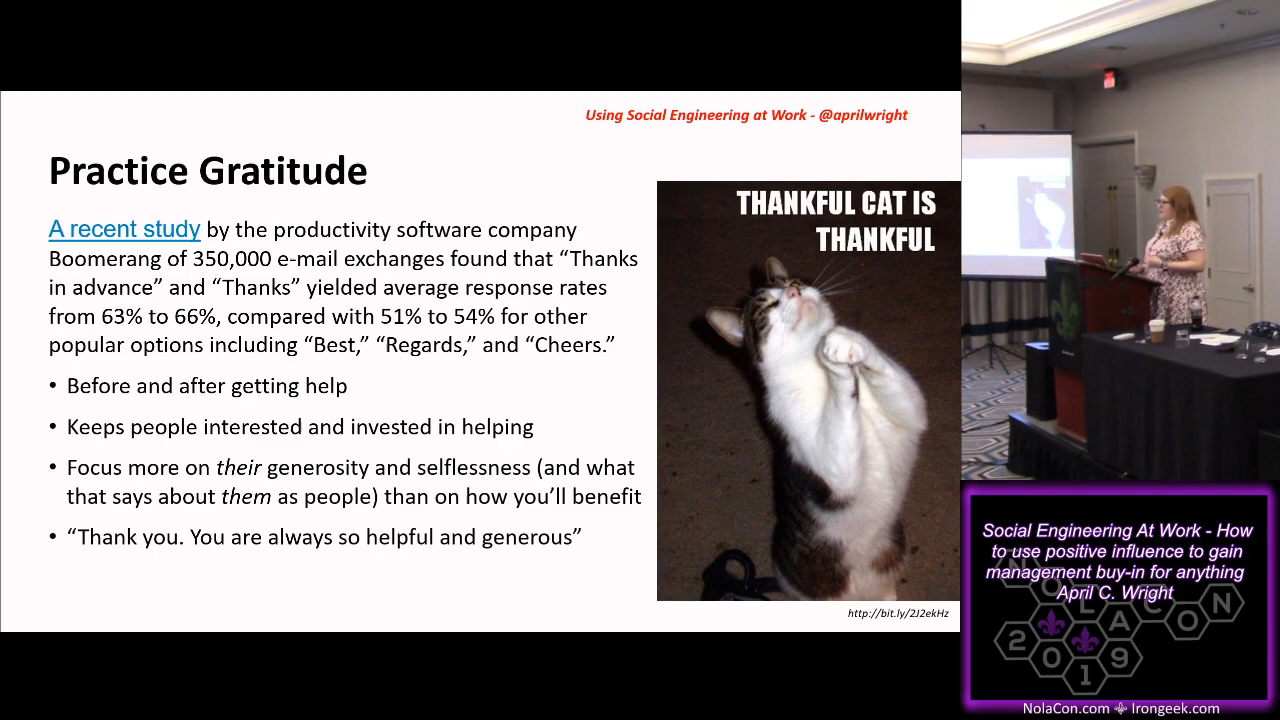 Using Social Engineering at Work - @aprilwright
Practice Gratitude
A recent study by the productivity software company
Boomerang of 350,000 e-mail exchanges found that “Thanks
in advance” and “Thanks” yielded average response rates
from 63% to 66%, compared with 51% to 54% for other
popular options including “Best,” “Regards,” and “Cheers.”
• Before and after getting help
• Keeps people interested and invested in helping
• Focus more on their generosity and selflessness (and what
that says about them as people) than on how you’ll benefit
• “Thank you. You are always so helpful and generous”
THANKFUL CAT IS
THANKFUL
http://bit.ly/2J2ekHz
Social Engineering At Work - How
to use positive influence to gain
management buy-in for anything
April C. Wright
NOLACON
2019
NolaCon.com ⚜ Irongeek.com